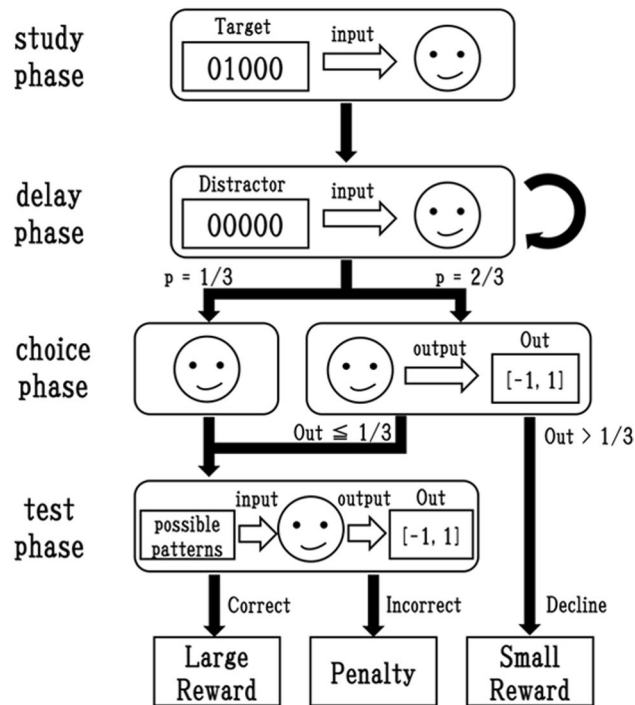 study
phase
Target
01000
input
delay
phase
Distractor
00000
input
p = 1/3
p = 2/3
choice
phase
output
Out
[-1, 1]
Out ≦ 1/3
Out > 1/3
test
phase
possible
patterns
input
output
Out
[-1, 1]
Correct
Incorrect
Decline
Large
Reward
Penalty
Small
Reward